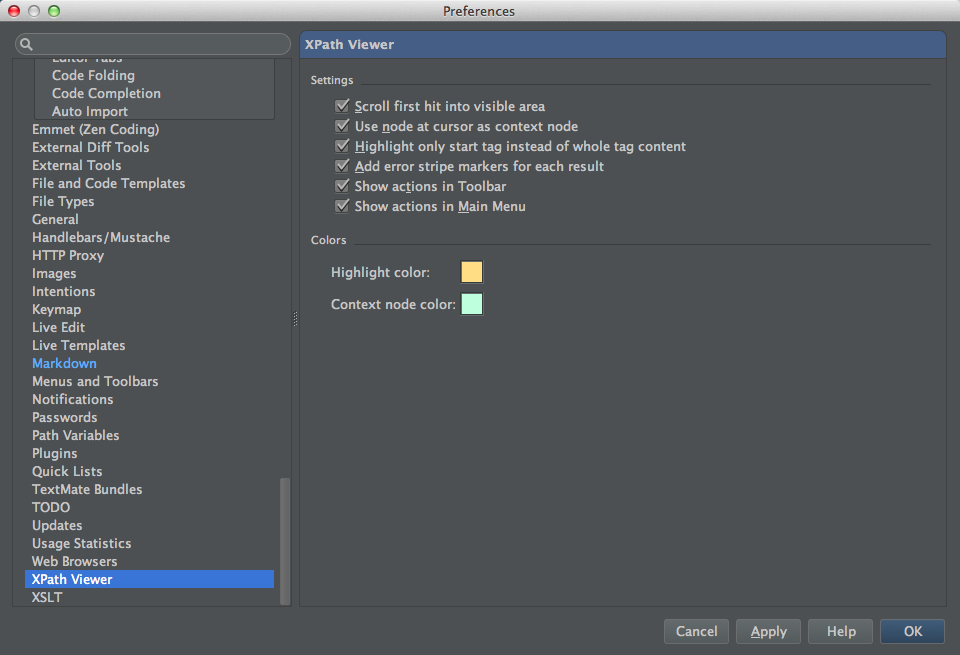 Preferences
Editor Tabs
Code Folding
Code Completion
Auto Import
Emmet (Zen Coding)
External Diff Tools
External Tools
File and Code Templates
File Types
General
Handlebars/Mustache
HTTP Proxy
Images
Intentions
Keymap
Live Edit
Live Templates
Markdown
Menus and Toolbars
Notifications
Passwords
Path Variables
Plugins
Quick Lists
TextMate Bundles
TODO
Updates
Usage Statistics
Web Browsers
XPath Viewer
XSLT
XPath Viewer
Settings
Scroll first hit into visible area
Use node at cursor as context node
Highlight only start tag instead of whole tag content
Add error stripe markers for each result
Show actions in Toolbar
Show actions in Main Menu
Colors
Highlight color:
Context node color:
Cancel
Apply
Help
OK